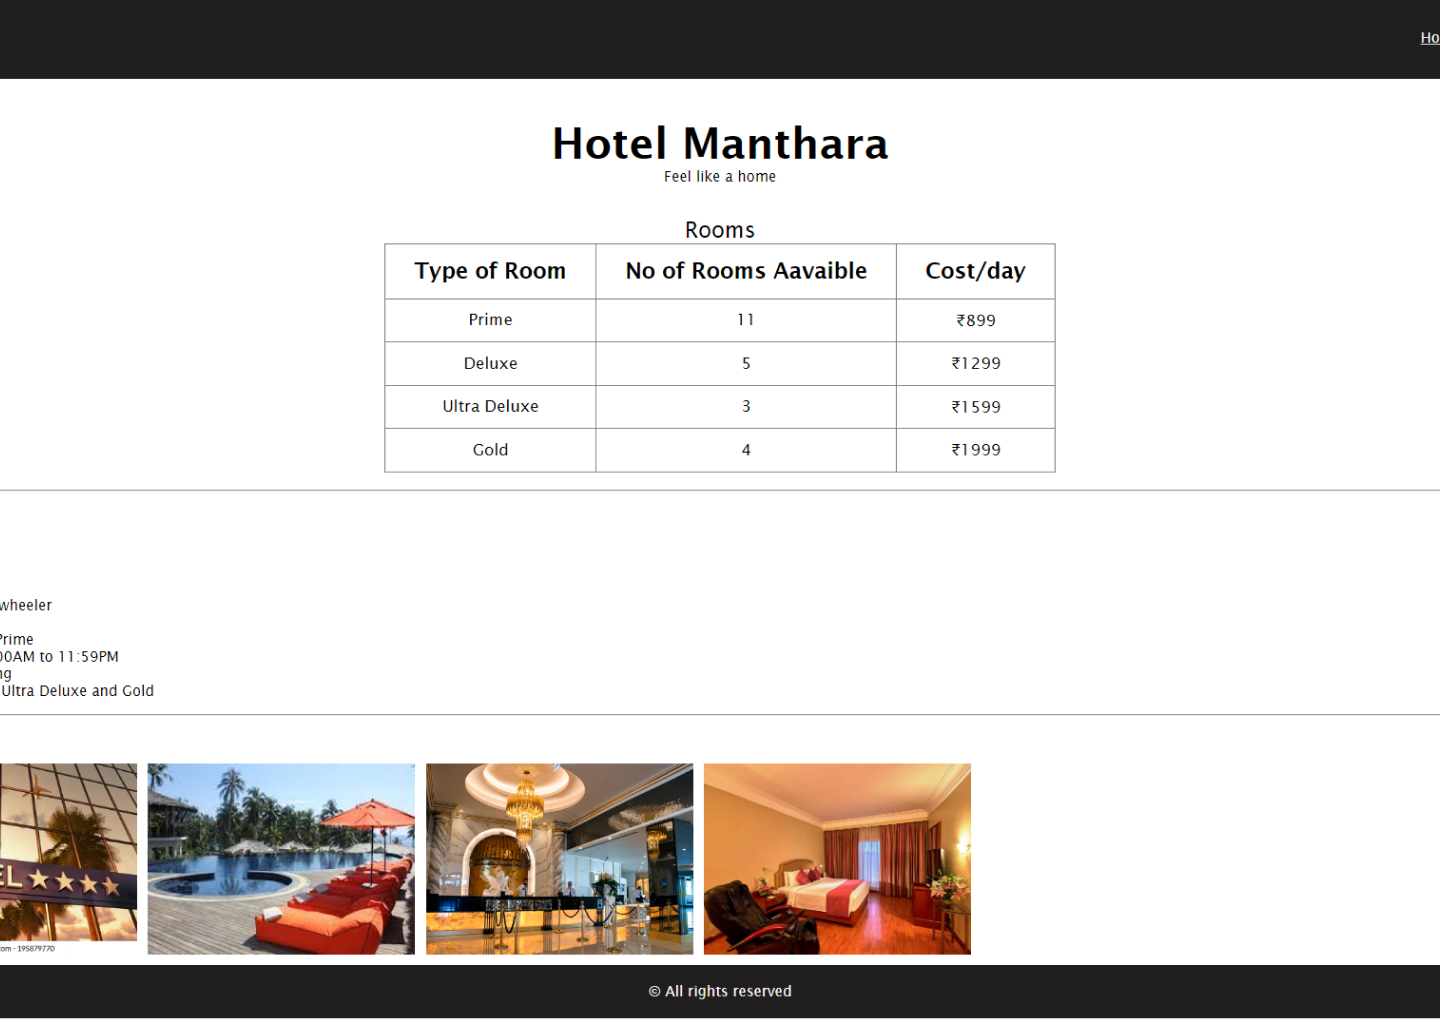 Ho
Hotel Manthara
Feel like a home
Rooms
Type of Room No of Rooms Aavaible Cost/day
Prime 11 ₹899
Deluxe 5 ₹1299
Ultra Deluxe 3 ₹1599
Gold 4 ₹1999
wheeler
Prime
00AM to 11:59PM
ng
Ultra Deluxe and Gold
EL
com · 195879770
© All rights reserved